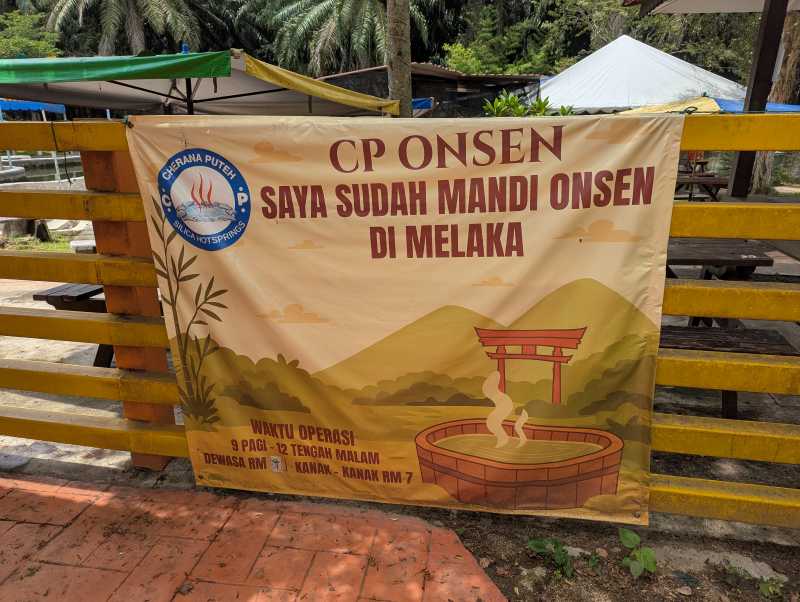 CP ONSEN
SAYA SUDAH MANDI ONSEN
DI MELAKA
CHERANA PUTEH
C P
SILICA HOTSPRINGS
WAKTU OPERASI
9 PAGI - 12 TENGAH MALAM
DEWASA RM KANAK - KANAK RM 7